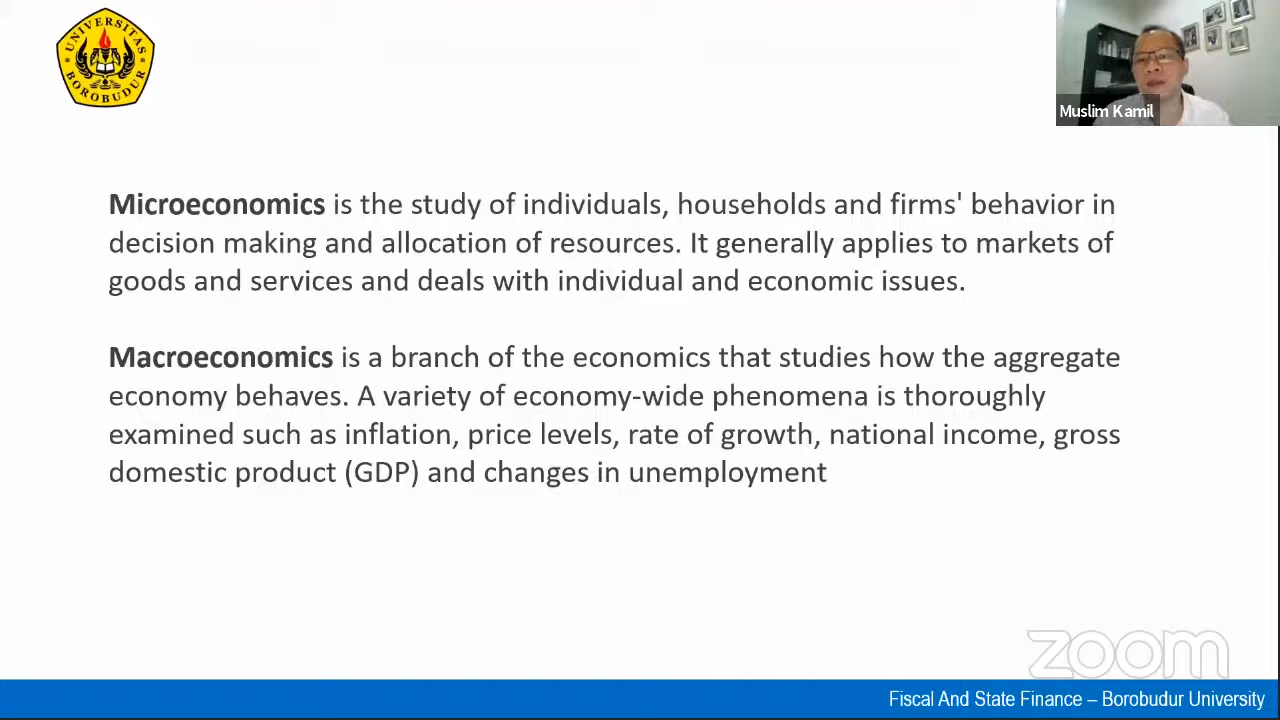 UNIVERSITAS
BOROBUDUR
Muslim Kamil
Microeconomics is the study of individuals, households and firms' behavior in
decision making and allocation of resources. It generally applies to markets of
goods and services and deals with individual and economic issues.
Macroeconomics is a branch of the economics that studies how the aggregate
economy behaves. A variety of economy-wide phenomena is thoroughly
examined such as inflation, price levels, rate of growth, national income, gross
domestic product (GDP) and changes in unemployment
zoom
Fiscal And State Finance – Borobudur University